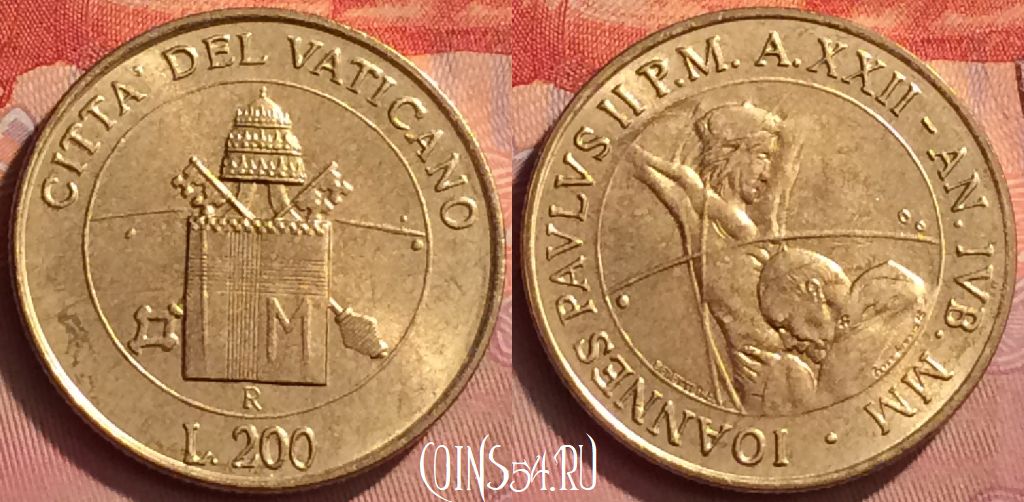 CITTA' DEL VATICANO
M
R
L. 200
IOANNES PAVLVS II P.M. A. XXII - AN. IVB. MM •
COINS54.RU